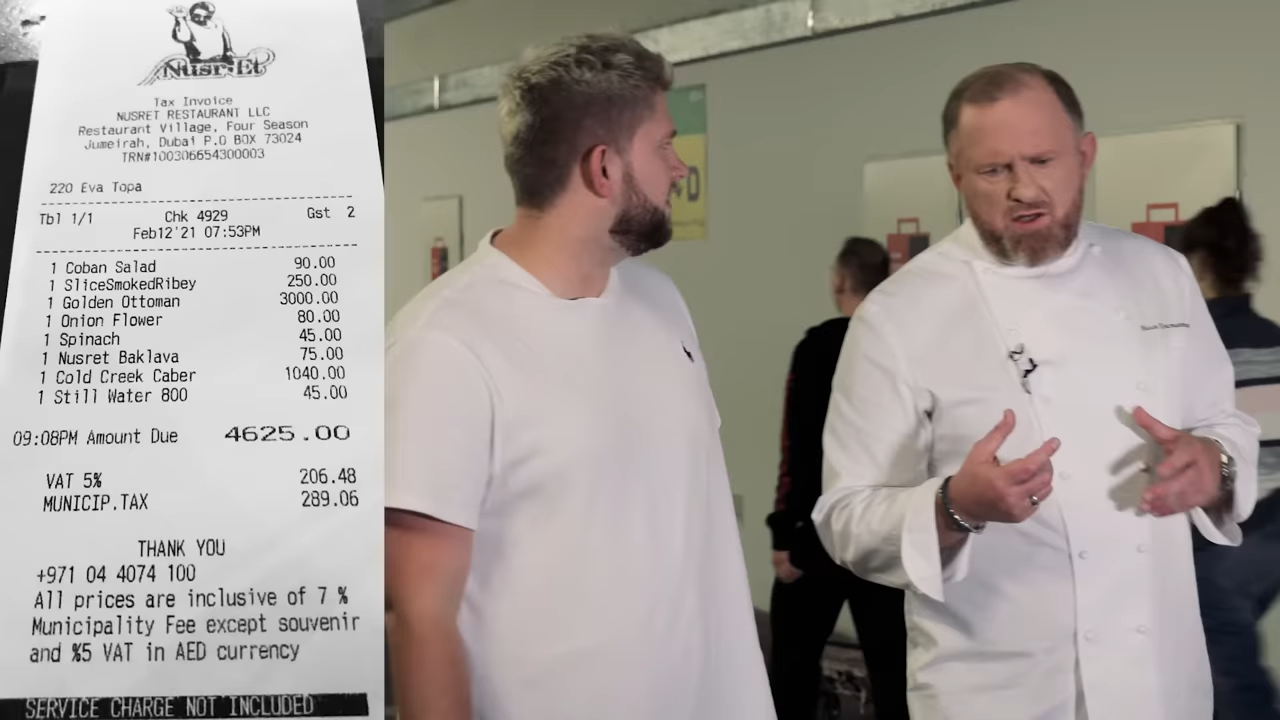 Nusr-Et
Tax Invoice
NUSRET RESTAURANT LLC
Restaurant Village, Four Season
Jumeirah, Dubai P.O BOX 73024
TRN#100306654300003
220 Eva Topa
Tbl 1/1 Chk 4929 Gst 2
Feb12'21 07:53PM
1 Coban Salad 90.00
1 SliceSmokedRibey 250.00
1 Golden Ottoman 3000.00
1 Onion Flower 80.00
1 Spinach 45.00
1 Nusret Baklava 75.00
1 Cold Creek Caber 1040.00
1 Still Water 800 45.00
09:08PM Amount Due 4625.00
VAT 5% 206.48
MUNICIP.TAX 289.06
THANK YOU
+971 04 4074 100
All prices are inclusive of 7 %
Municipality Fee except souvenir
and %5 VAT in AED currency
SERVICE CHARGE NOT INCLUDED